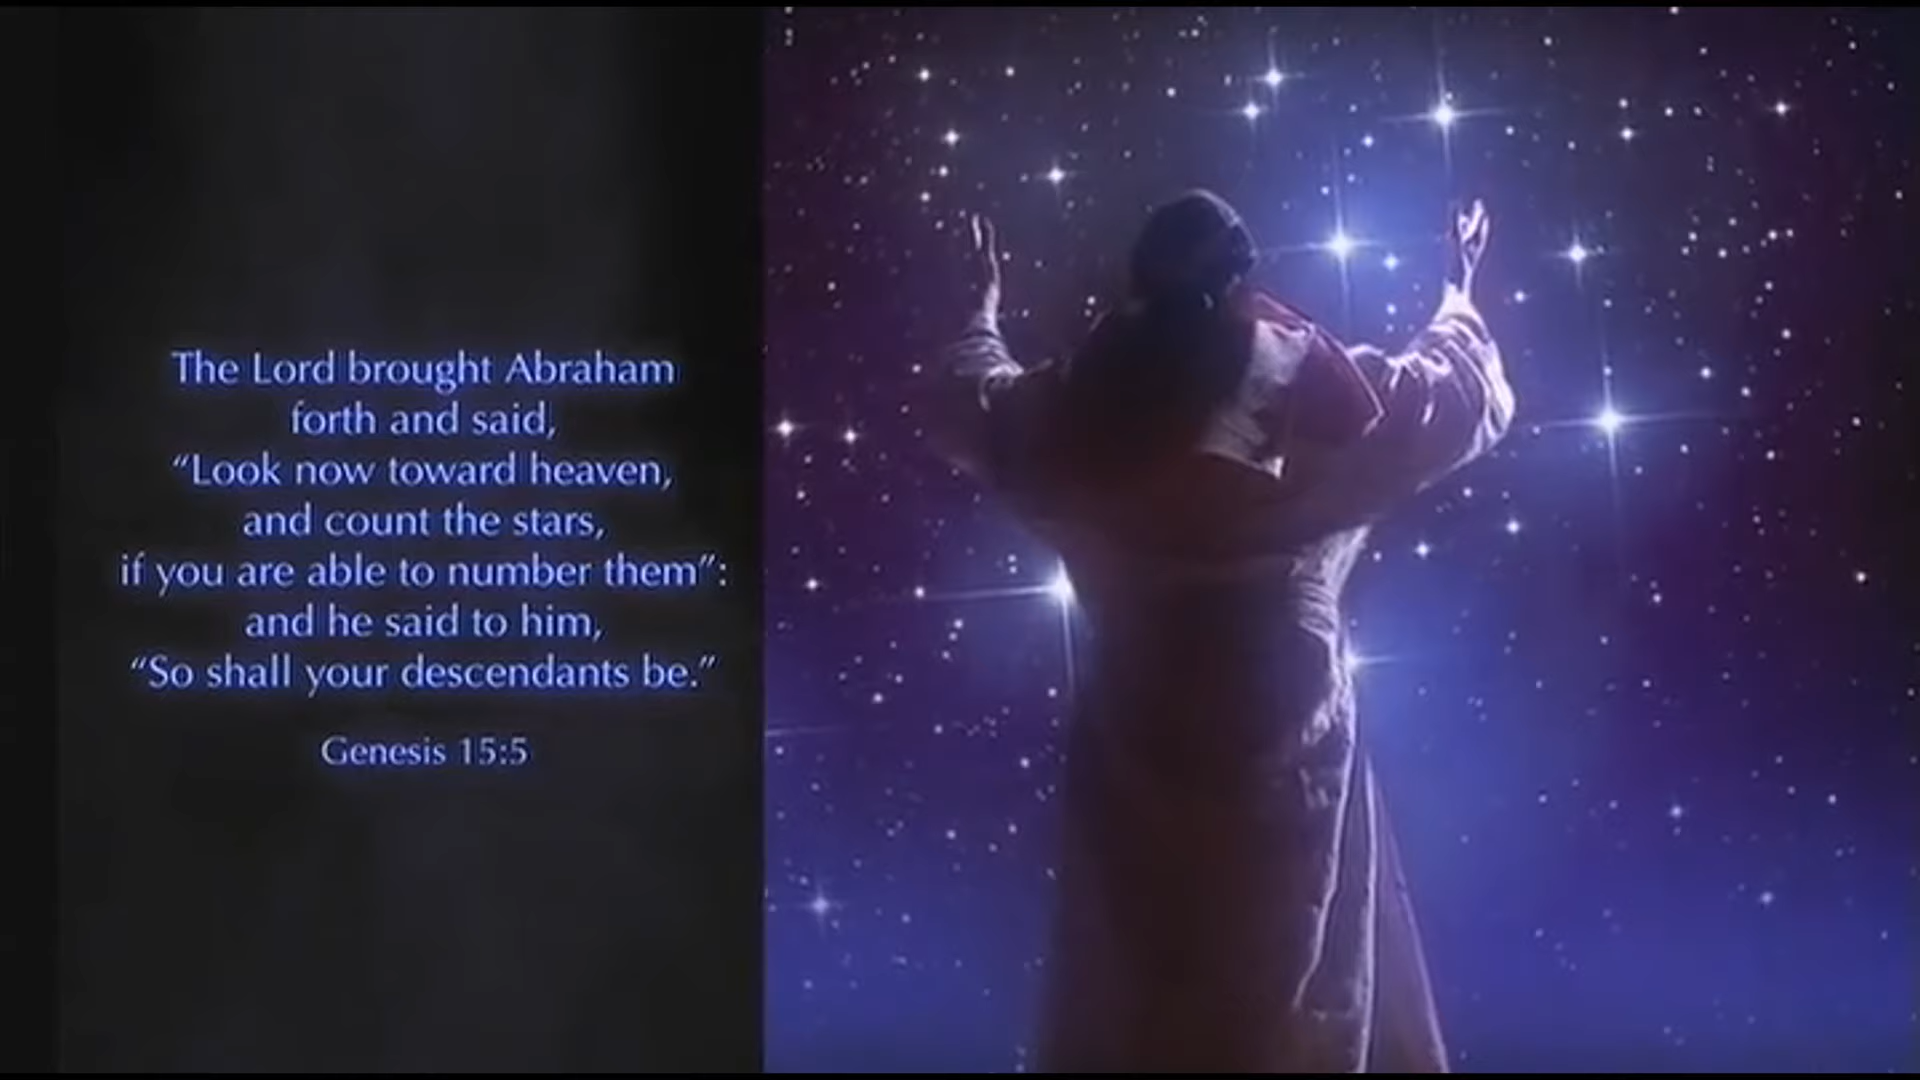 The Lord brought Abraham
forth and said,
“Look now toward heaven,
and count the stars,
if you are able to number them”:
and he said to him,
“So shall your descendants be.”
Genesis 15:5